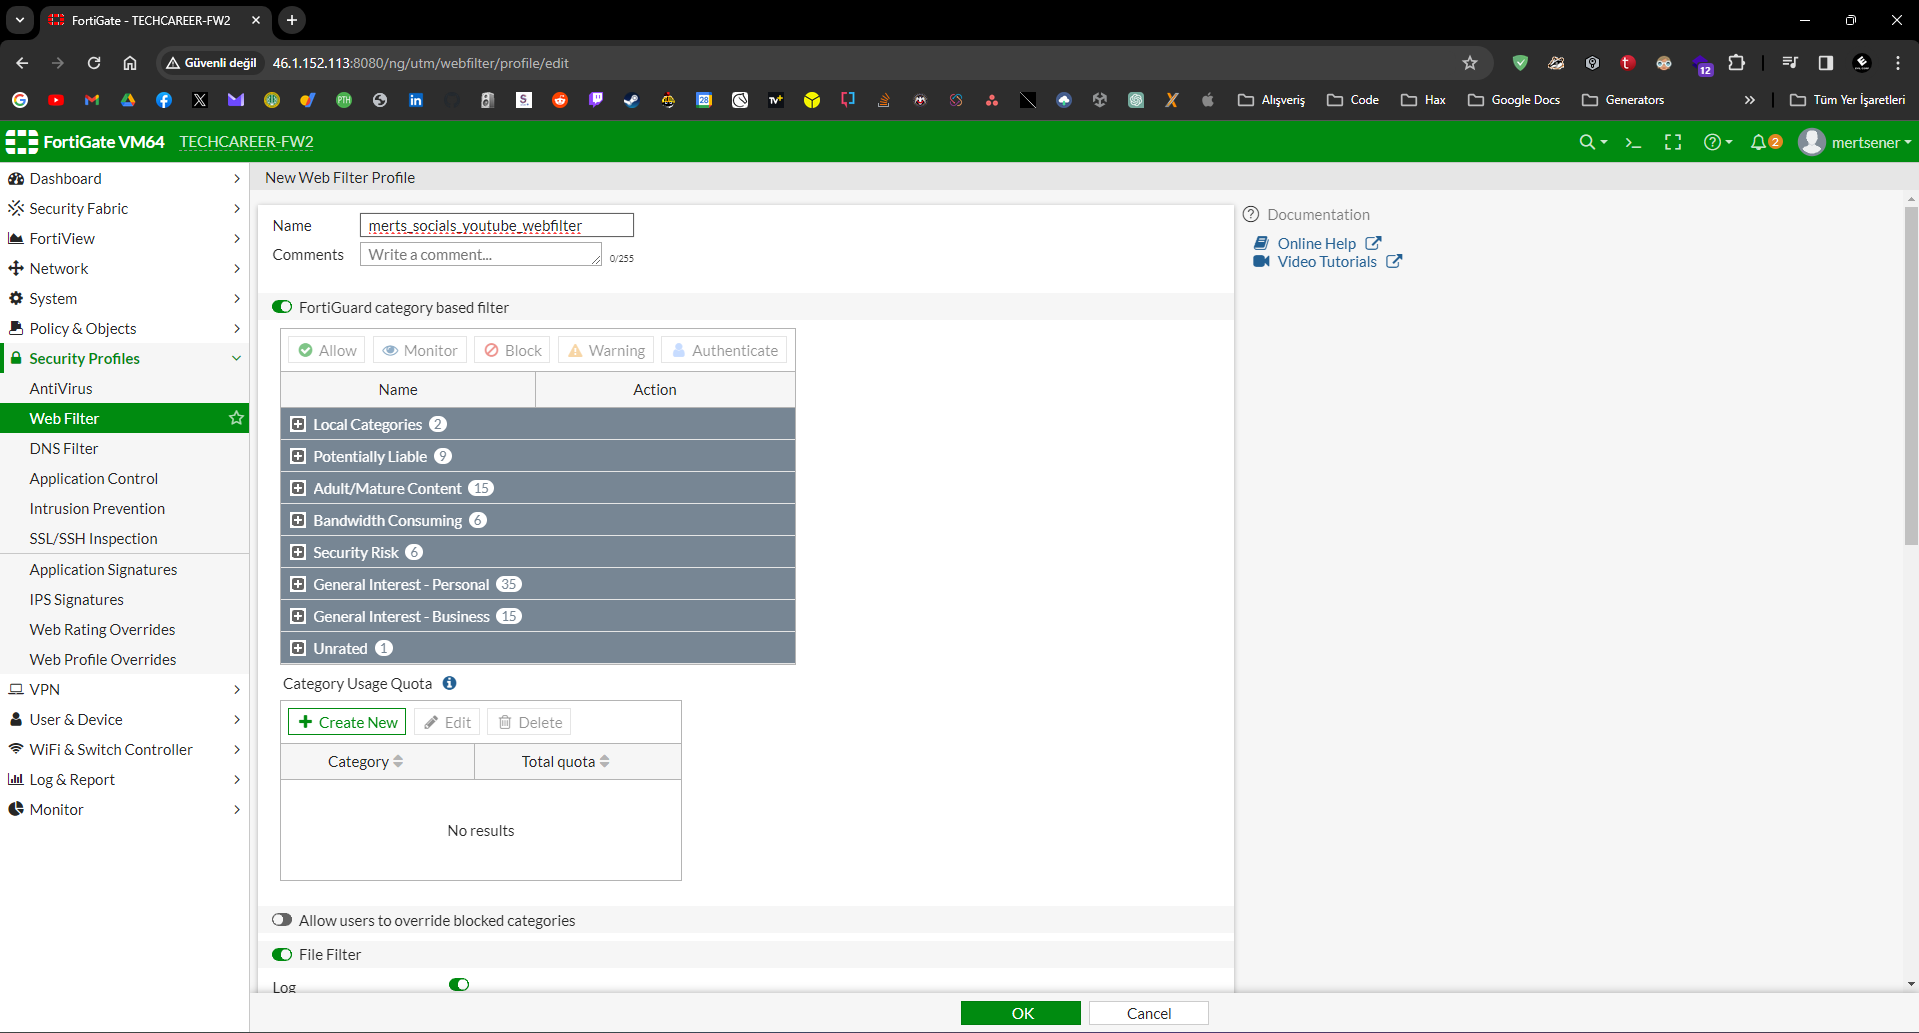 FortiGate - TECHCAREER-FW2
Güvenli değil
46.1.152.113:8080/ng/utm/webfilter/profile/edit
12
Alışveriş
Code
Hax
Google Docs
Generators
Tüm Yer İşaretleri
FortiGate VM64
TECHCAREER-FW2
2
mertsener
Dashboard
Security Fabric
FortiView
Network
System
Policy & Objects
Security Profiles
AntiVirus
Web Filter
DNS Filter
Application Control
Intrusion Prevention
SSL/SSH Inspection
Application Signatures
IPS Signatures
Web Rating Overrides
Web Profile Overrides
VPN
User & Device
WiFi & Switch Controller
Log & Report
Monitor
New Web Filter Profile
Name
merts_socials_youtube_webfilter
Comments
Write a comment...
0/255
FortiGuard category based filter
Allow
Monitor
Block
Warning
Authenticate
Name
Action
Local Categories 2
Potentially Liable 9
Adult/Mature Content 15
Bandwidth Consuming 6
Security Risk 6
General Interest - Personal 35
General Interest - Business 15
Unrated 1
Category Usage Quota
Create New
Edit
Delete
Category
Total quota
No results
Allow users to override blocked categories
File Filter
Log
OK
Cancel
Documentation
Online Help
Video Tutorials